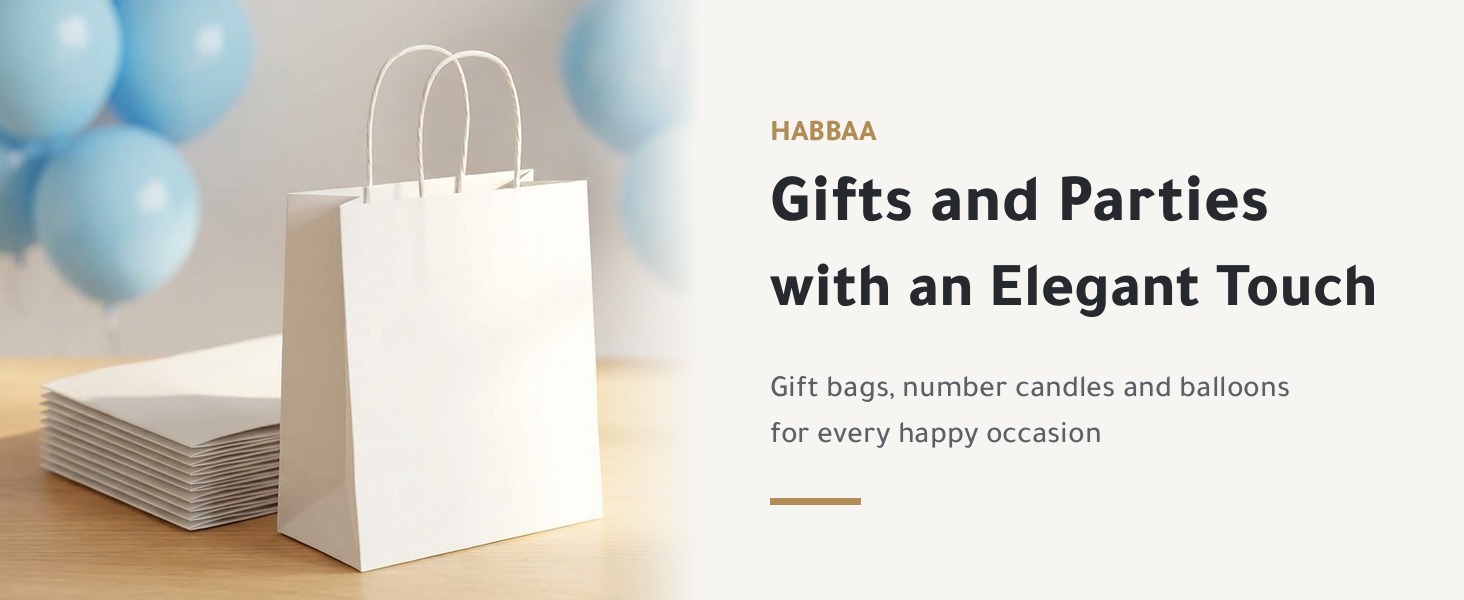 HABBAA
Gifts and Parties
with an Elegant Touch
Gift bags, number candles and balloons
for every happy occasion